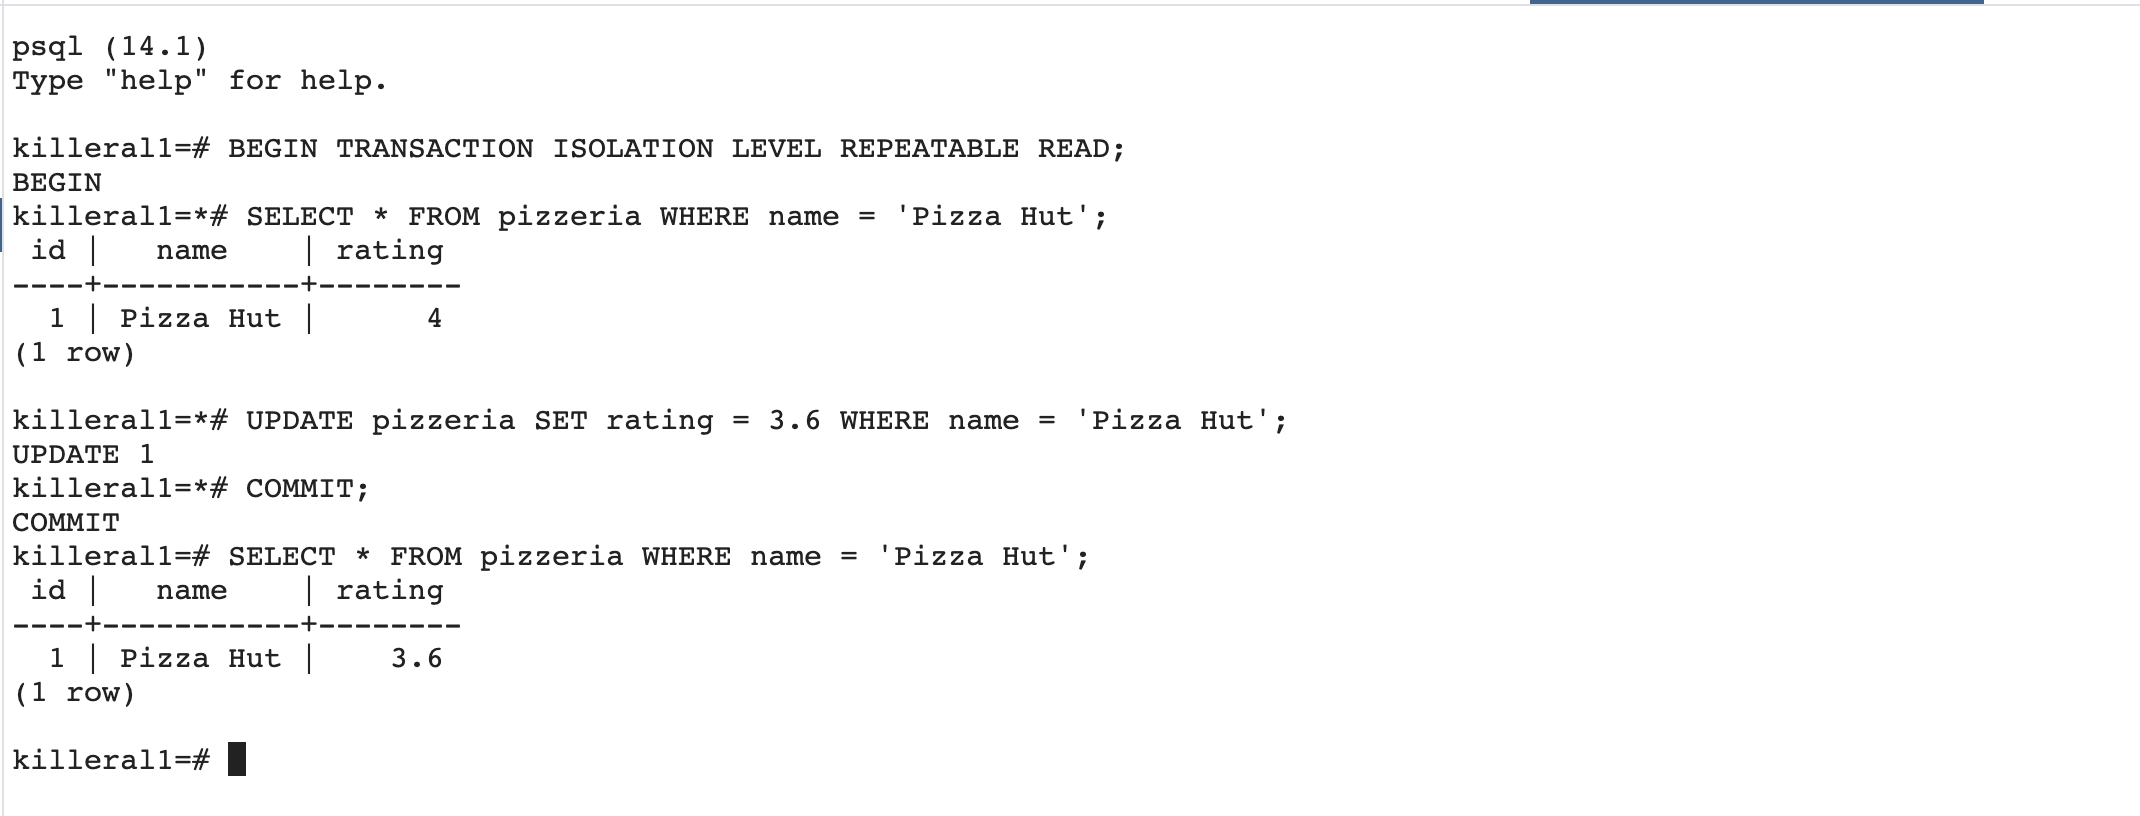 psql (14.1)
Type "help" for help.
killeral1=# BEGIN TRANSACTION ISOLATION LEVEL REPEATABLE READ;
BEGIN
killeral1=*# SELECT * FROM pizzeria WHERE name = 'Pizza Hut';
 id |   name    | rating
----+-----------+--------
  1 | Pizza Hut |      4
(1 row)
killeral1=*# UPDATE pizzeria SET rating = 3.6 WHERE name = 'Pizza Hut';
UPDATE 1
killeral1=*# COMMIT;
COMMIT
killeral1=# SELECT * FROM pizzeria WHERE name = 'Pizza Hut';
 id |   name    | rating
----+-----------+--------
  1 | Pizza Hut |    3.6
(1 row)
killeral1=#